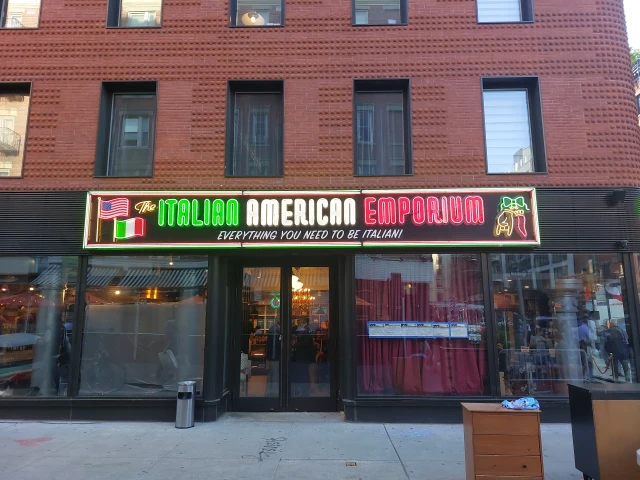 The ITALIAN AMERICAN EMPORIUM
EVERYTHING YOU NEED TO BE ITALIAN!